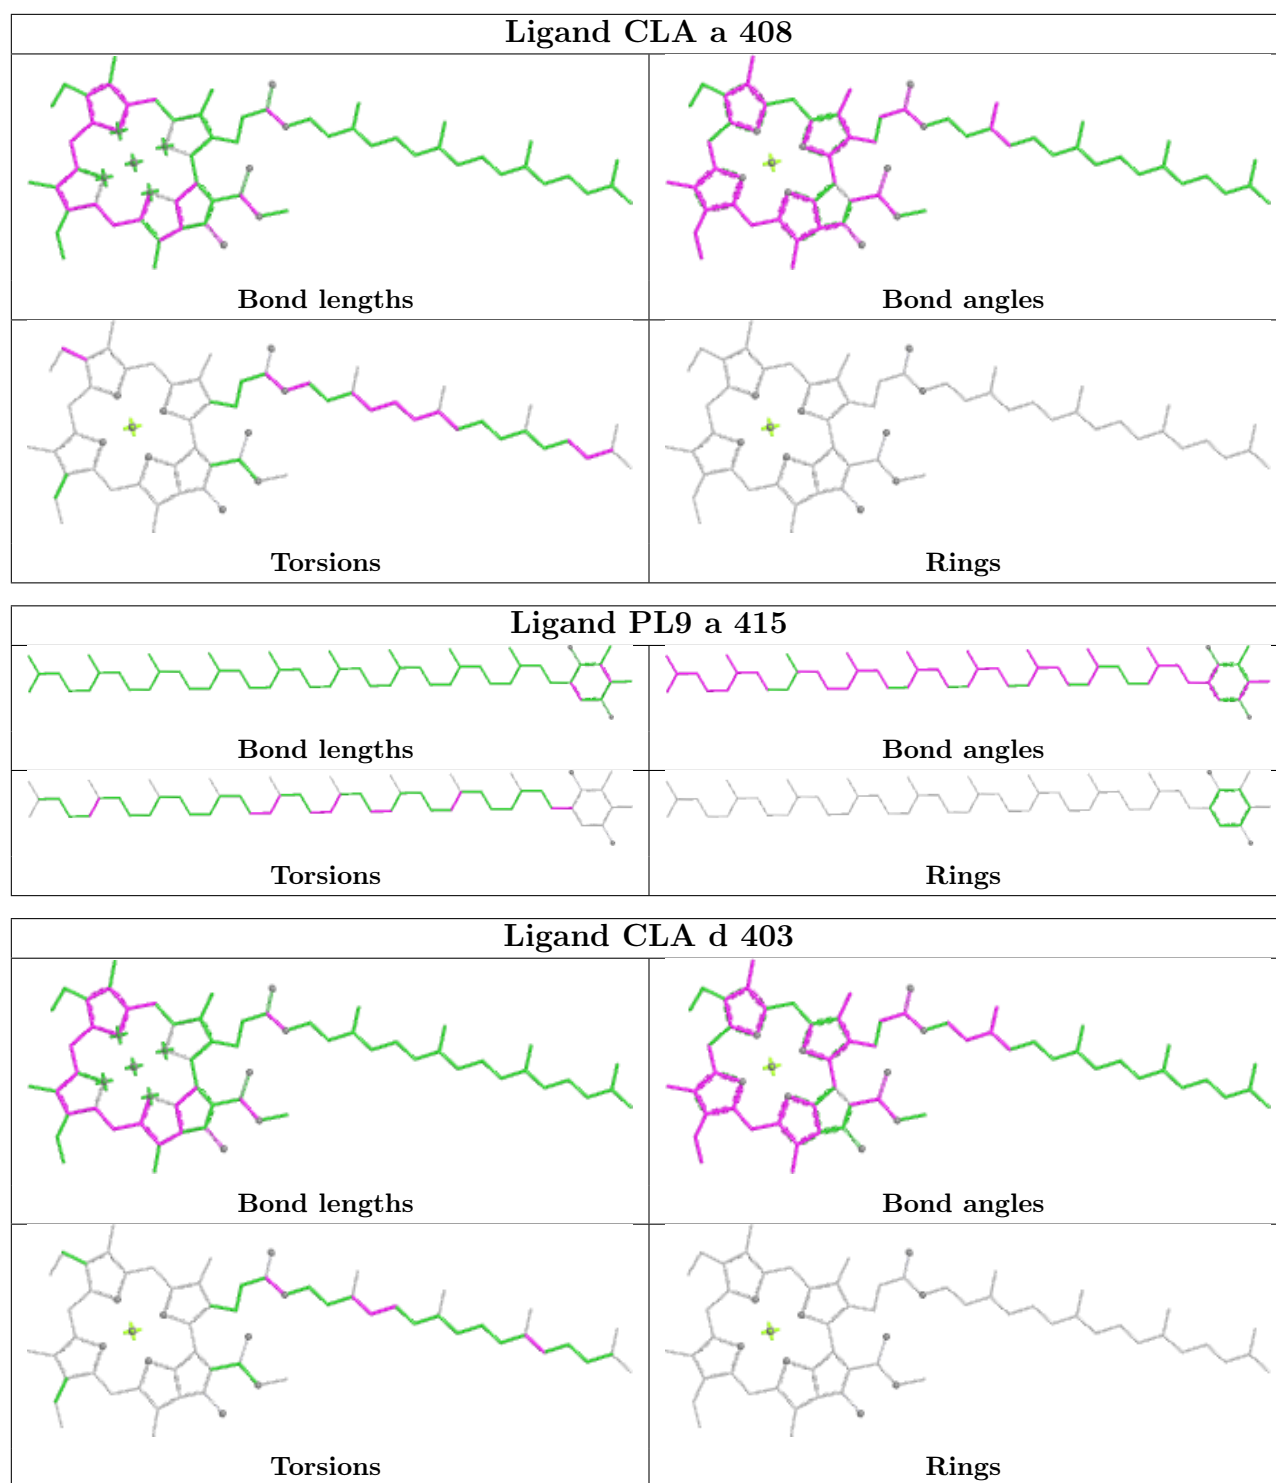 Ligand CLA a 408
Bond lengths
Bond angles
Torsions
Rings
Ligand PL9 a 415
Bond lengths
Bond angles
Torsions
Rings
Ligand CLA d 403
Bond lengths
Bond angles
Torsions
Rings